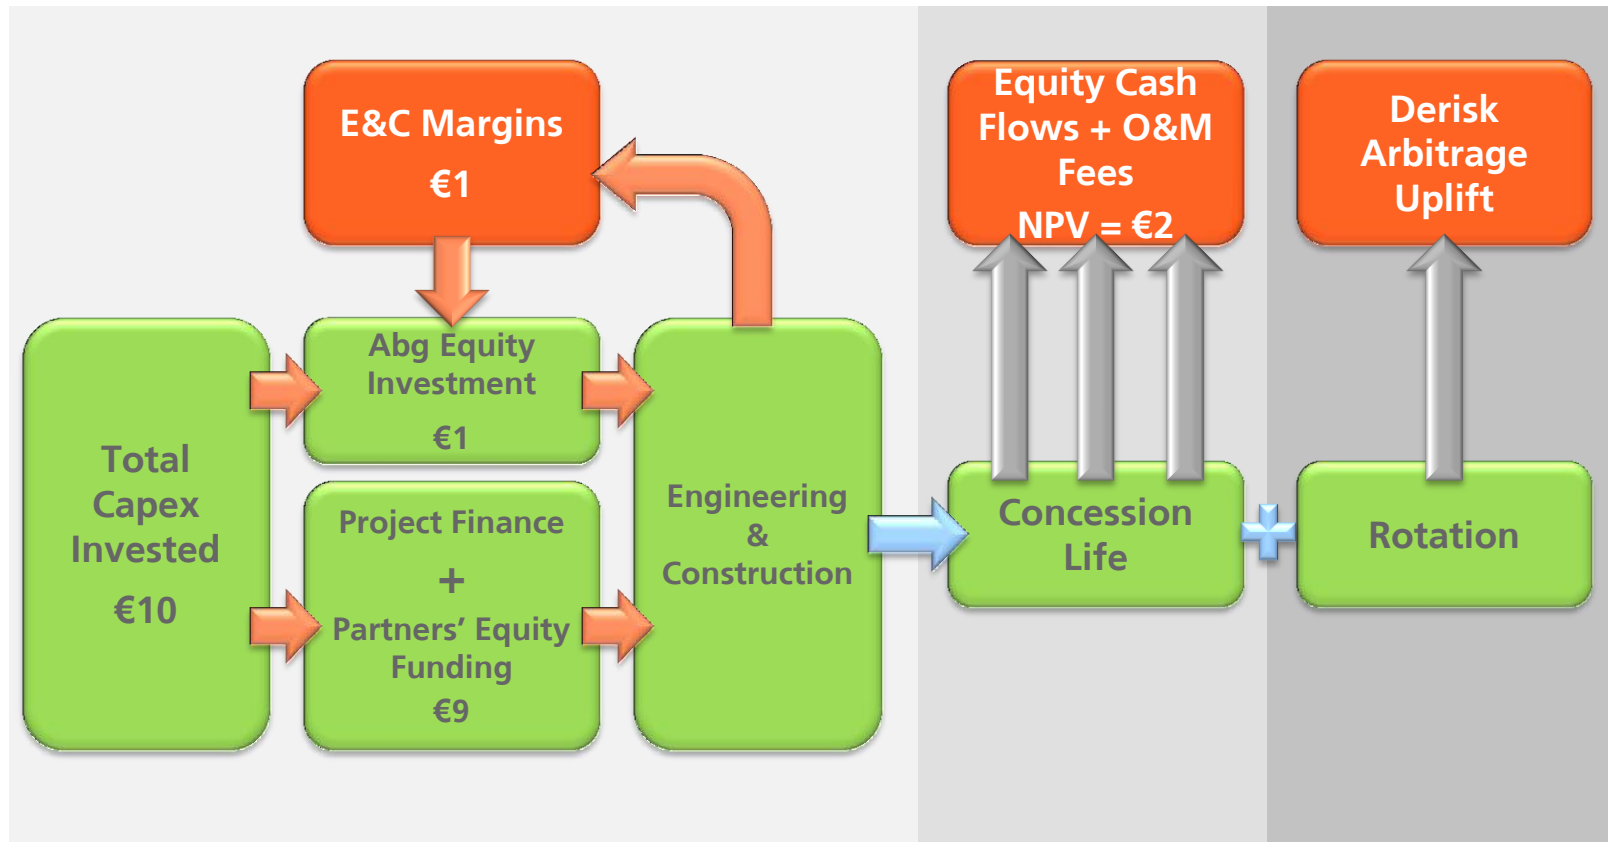 E&C Margins
€1
Equity Cash
Flows + O&M
Fees
NPV = €2
Derisk
Arbitrage
Uplift
Total
Capex
Invested
€10
Abg Equity
Investment
€1
Project Finance
+
Partners’ Equity
Funding
€9
Engineering
&
Construction
Concession
Life
Rotation